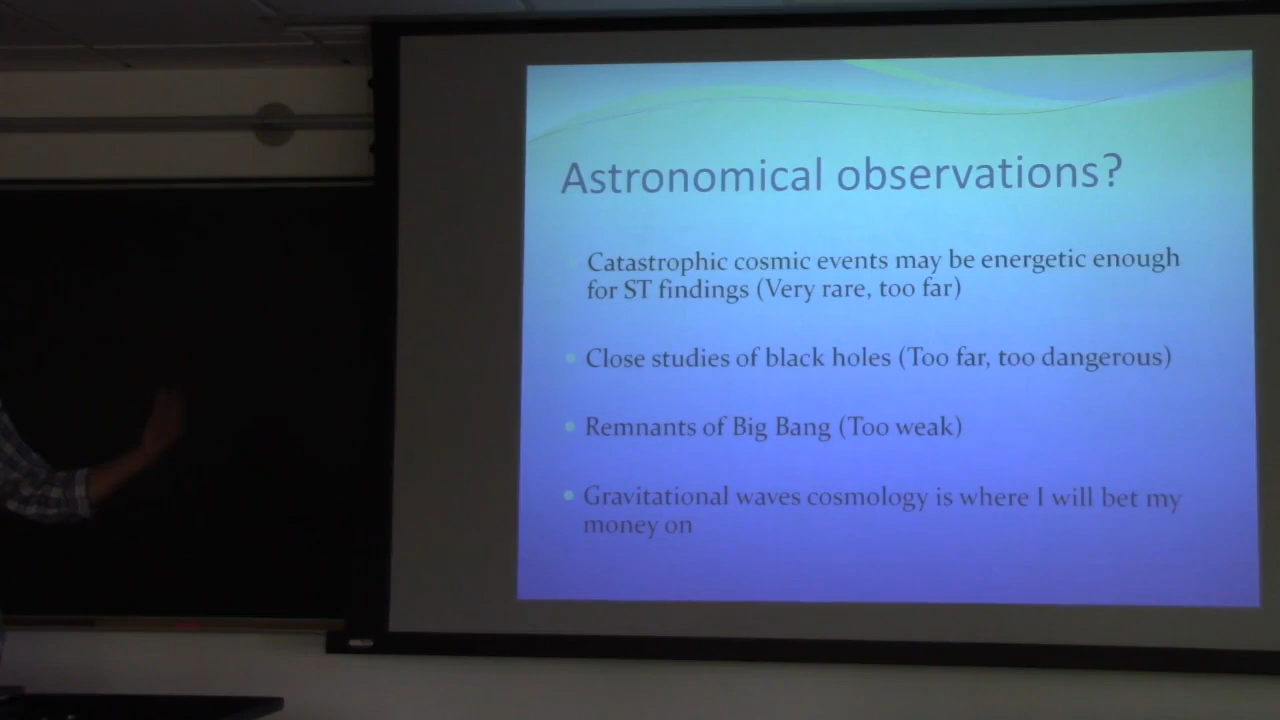 Astronomical observations?
Catastrophic cosmic events may be energetic enough
for ST findings (Very rare, too far)
Close studies of black holes (Too far, too dangerous)
Remnants of Big Bang (Too weak)
Gravitational waves cosmology is where I will bet my
money on